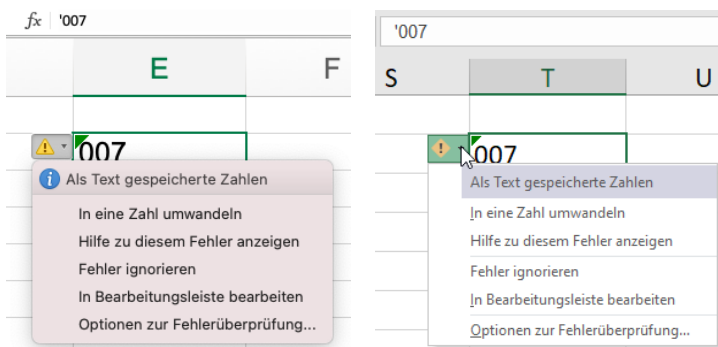 fx '007
E F
007
Als Text gespeicherte Zahlen
In eine Zahl umwandeln
Hilfe zu diesem Fehler anzeigen
Fehler ignorieren
In Bearbeitungsleiste bearbeiten
Optionen zur Fehlerüberprüfung...
'007
S T U
007
Als Text gespeicherte Zahlen
In eine Zahl umwandeln
Hilfe zu diesem Fehler anzeigen
Fehler ignorieren
In Bearbeitungsleiste bearbeiten
Optionen zur Fehlerüberprüfung...